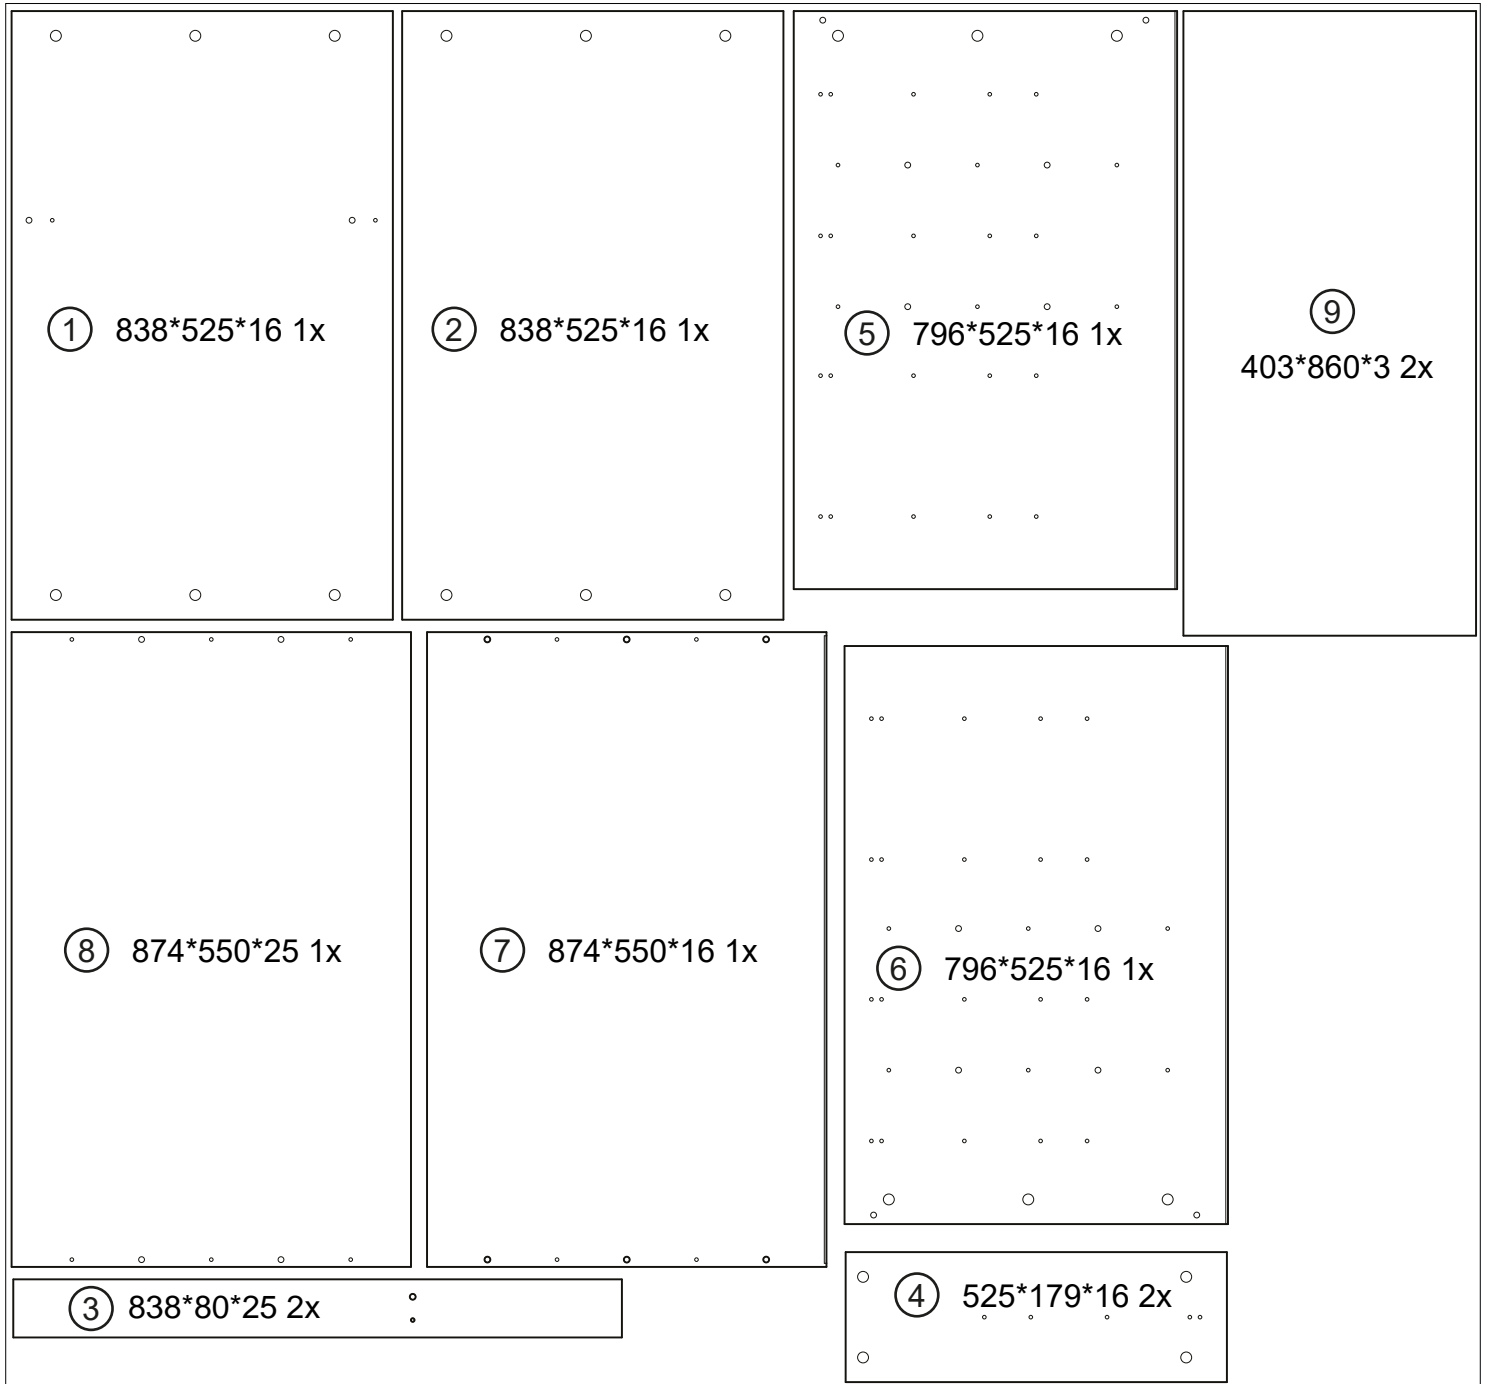 1 838*525*16 1x
2 838*525*16 1x
5 796*525*16 1x
9
403*860*3 2x
8 874*550*25 1x
7 874*550*16 1x
6 796*525*16 1x
3 838*80*25 2x
4 525*179*16 2x